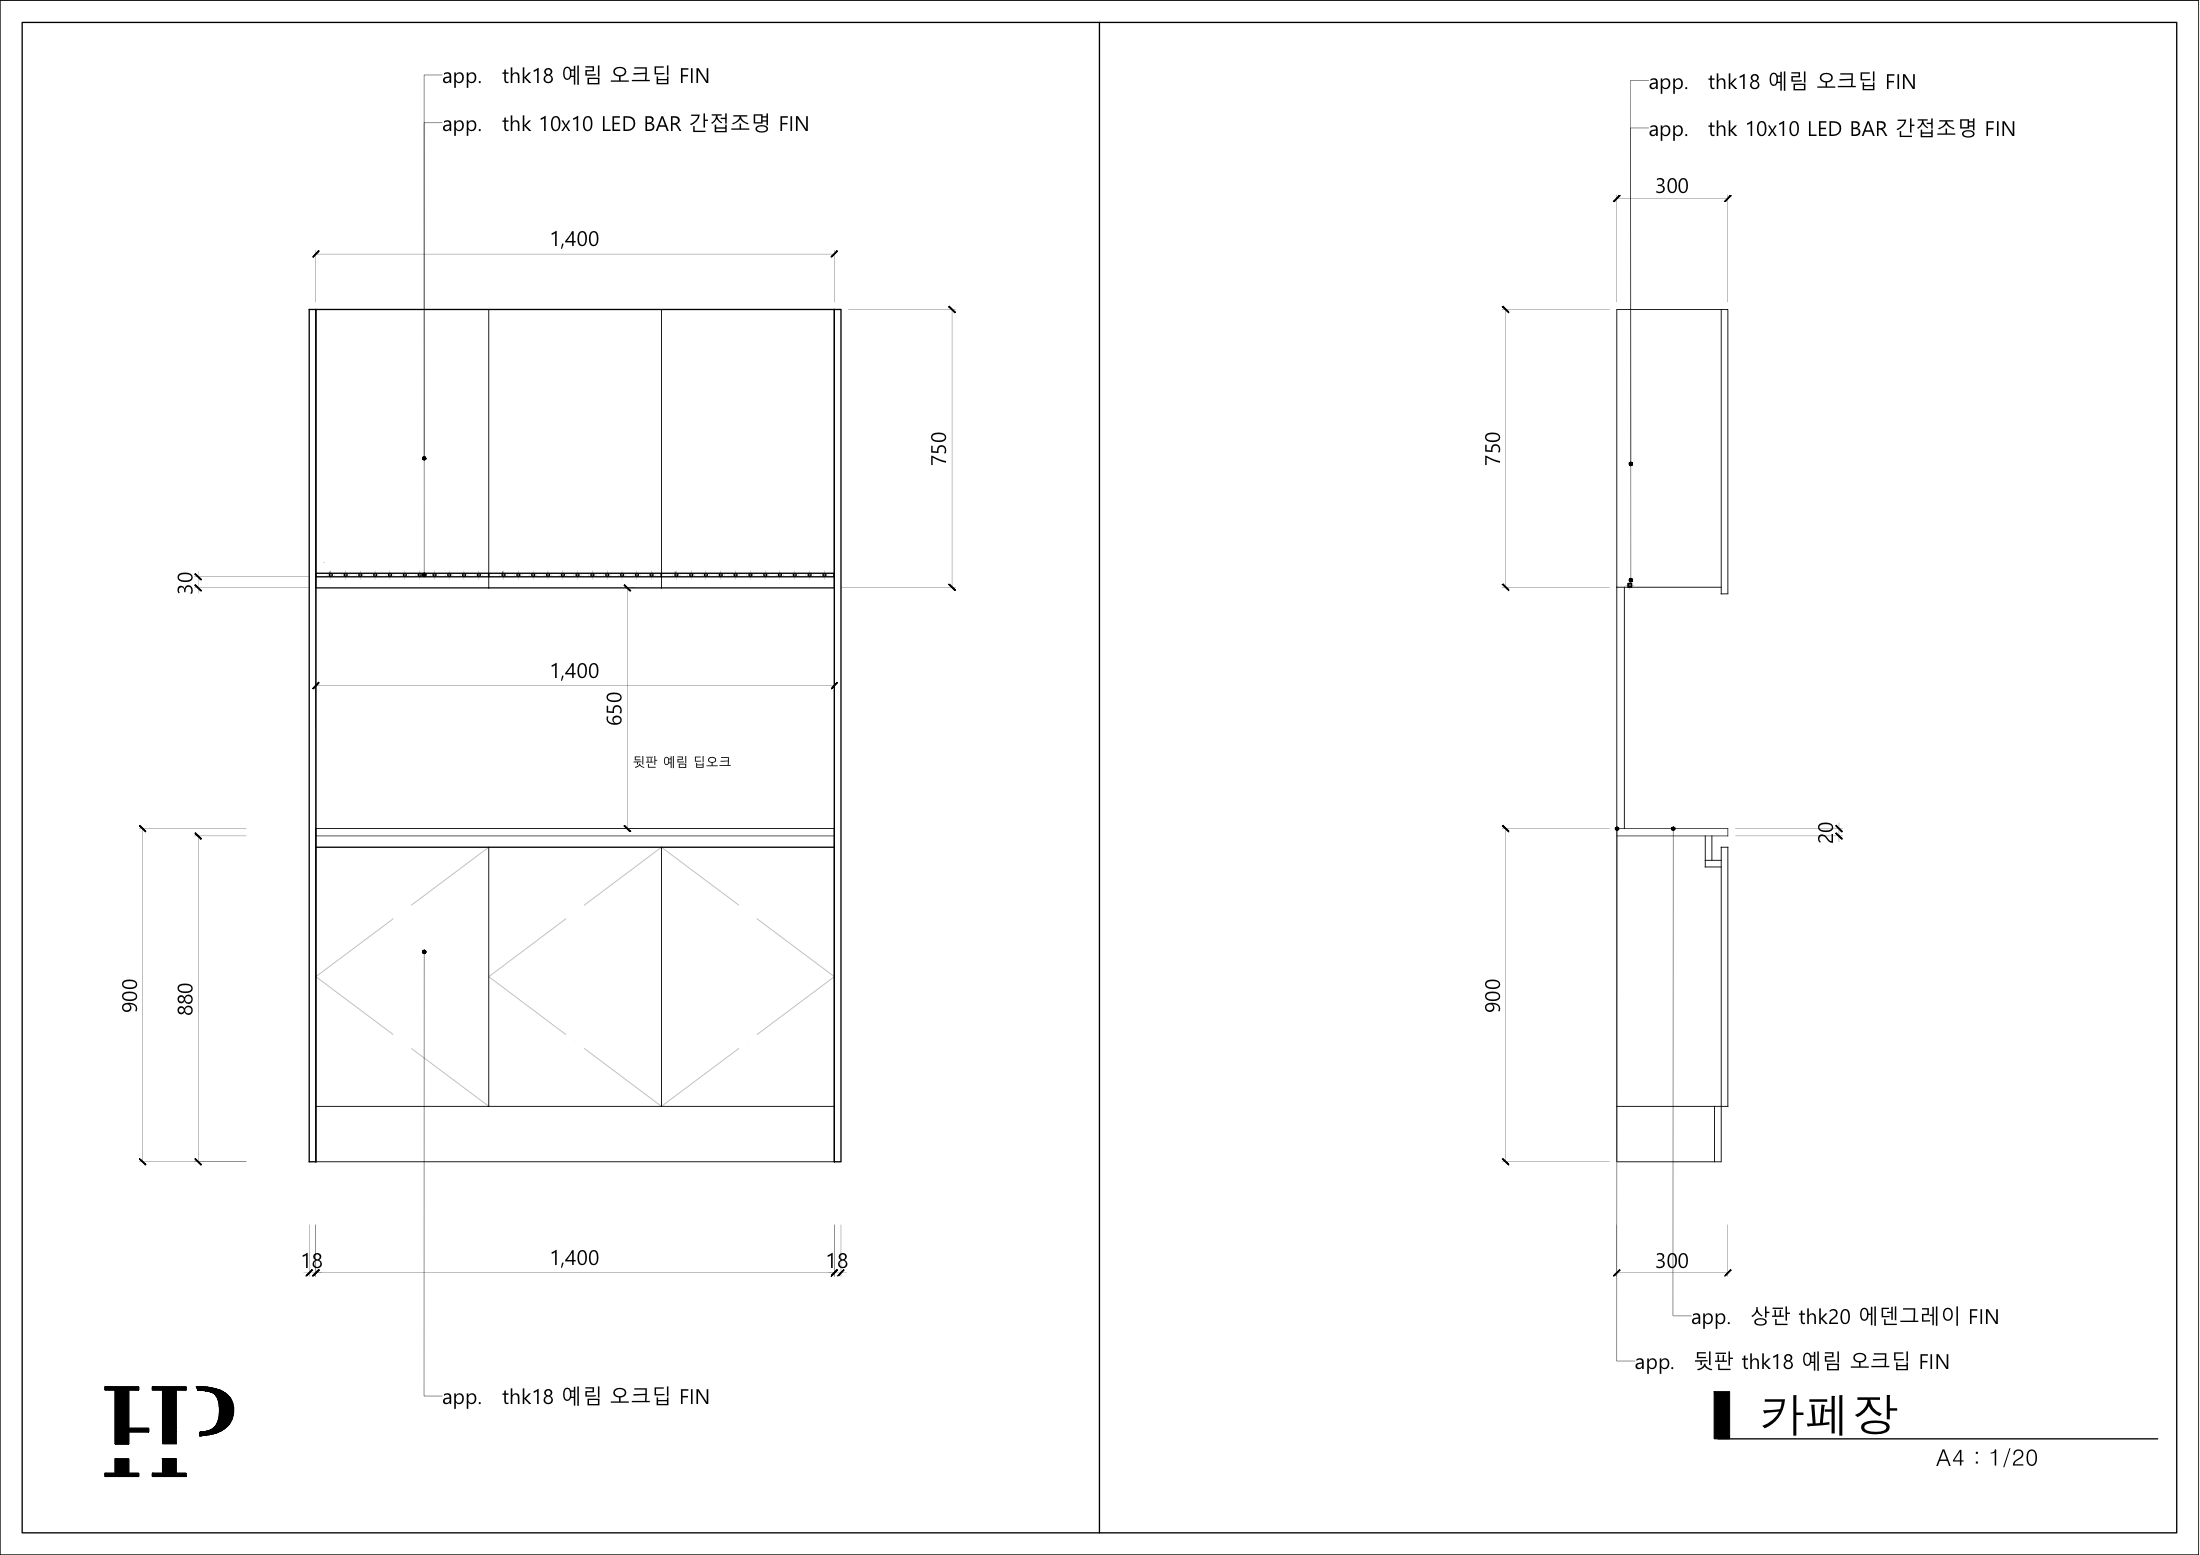 app. thk18 예림 오크딥 FIN
app. thk 10x10 LED BAR 간접조명 FIN
1,400
750
30
1,400
650
뒷판 예림 딥오크
900
880
18
1,400
18
app. thk18 예림 오크딥 FIN
HP
app. thk18 예림 오크딥 FIN
app. thk 10x10 LED BAR 간접조명 FIN
300
750
20
900
300
app. 상판 thk20 에덴그레이 FIN
app. 뒷판 thk18 예림 오크딥 FIN
카페장
A4 : 1/20